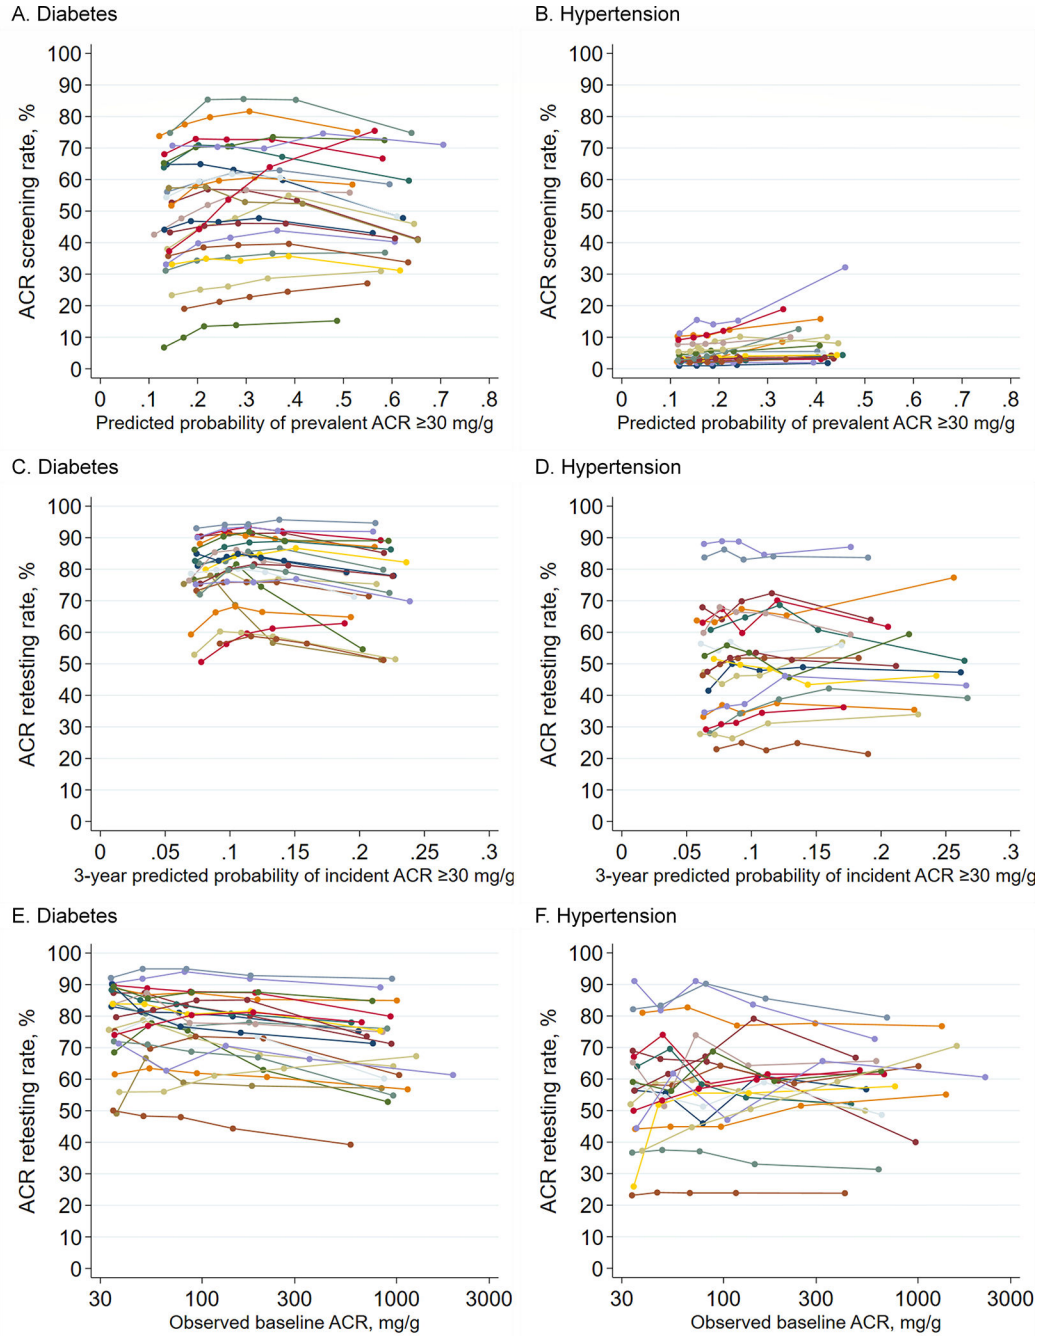 A. Diabetes
ACR screening rate, %
100
90
80
70
60
50
40
30
20
10
0
0 .1 .2 .3 .4 .5 .6 .7 .8
Predicted probability of prevalent ACR ≥30 mg/g
B. Hypertension
ACR screening rate, %
100
90
80
70
60
50
40
30
20
10
0
0 .1 .2 .3 .4 .5 .6 .7 .8
Predicted probability of prevalent ACR ≥30 mg/g
C. Diabetes
ACR retesting rate, %
100
90
80
70
60
50
40
30
20
10
0
0 .05 .1 .15 .2 .25 .3
3-year predicted probability of incident ACR ≥30 mg/g
D. Hypertension
ACR retesting rate, %
100
90
80
70
60
50
40
30
20
10
0
0 .05 .1 .15 .2 .25 .3
3-year predicted probability of incident ACR ≥30 mg/g
E. Diabetes
ACR retesting rate, %
100
90
80
70
60
50
40
30
20
10
0
30 100 300 1000 3000
Observed baseline ACR, mg/g
F. Hypertension
ACR retesting rate, %
100
90
80
70
60
50
40
30
20
10
0
30 100 300 1000 3000
Observed baseline ACR, mg/g